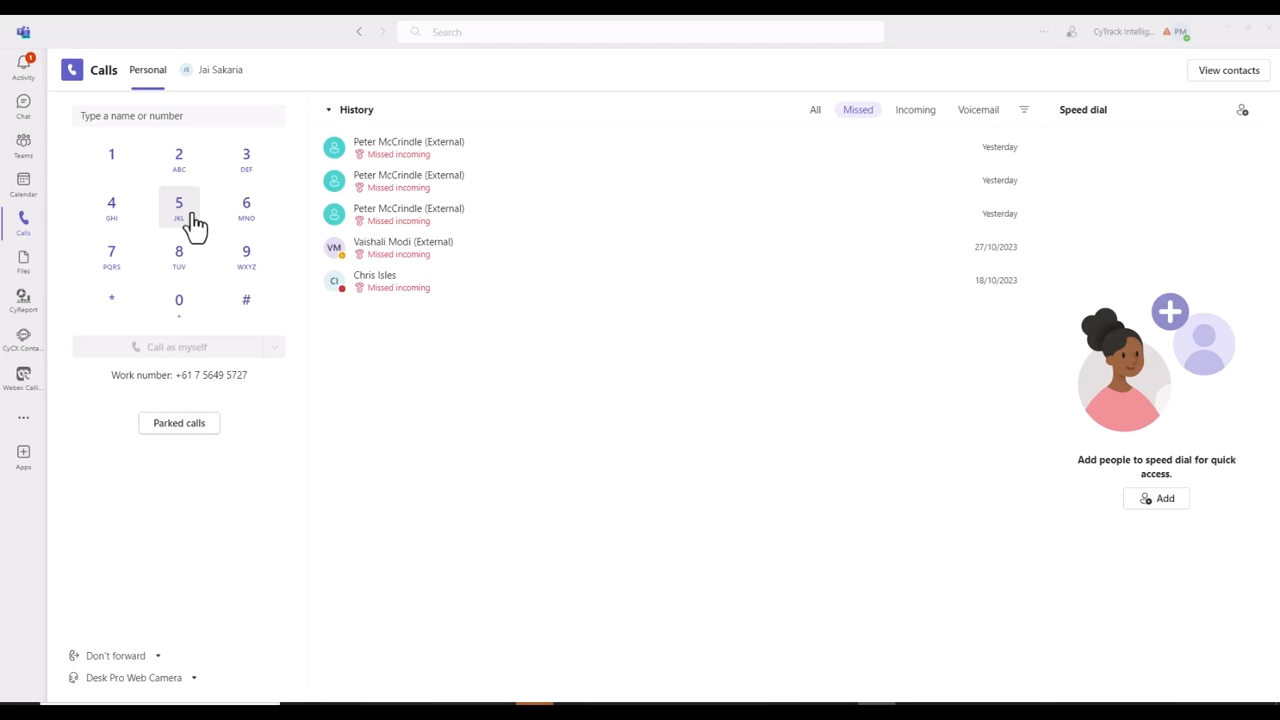 Search
CyTrack Intellig...
PM
1
Activity
Chat
Teams
Calendar
Calls
Files
CyReport
CyCX Conta...
Webex Calli...
Apps
Calls
Personal
JS
Jai Sakaria
View contacts
Type a name or number
1
2
ABC
3
DEF
4
GHI
5
JKL
6
MNO
7
PQRS
8
TUV
9
WXYZ
*
0
+
#
Call as myself
Work number: +61 7 5649 5727
Parked calls
Don't forward
Desk Pro Web Camera
History
All
Missed
Incoming
Voicemail
Peter McCrindle (External)
Missed incoming
Yesterday
Peter McCrindle (External)
Missed incoming
Yesterday
Peter McCrindle (External)
Missed incoming
Yesterday
VM
Vaishali Modi (External)
Missed incoming
27/10/2023
CI
Chris Isles
Missed incoming
18/10/2023
Speed dial
Add people to speed dial for quick
access.
Add